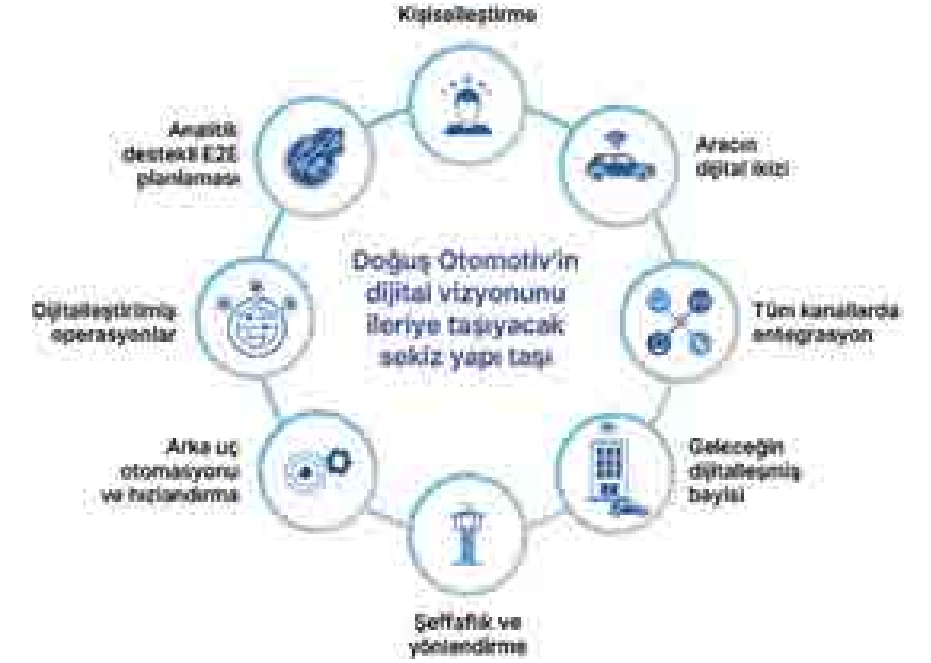 Kişiselleştirme
Aracın
dijital ikizi
Tüm kanallarda
entegrasyon
Geleceğin
dijitalleşmiş
bayisi
Şeffaflık ve
yönlendirme
Arka uç
otomasyonu
ve hızlandırma
Dijitalleştirilmiş
operasyonlar
Analitik
destekli E2E
planlaması
Doğuş Otomotiv'in
dijital vizyonunu
ileriye taşıyacak
sekiz yapı taşı